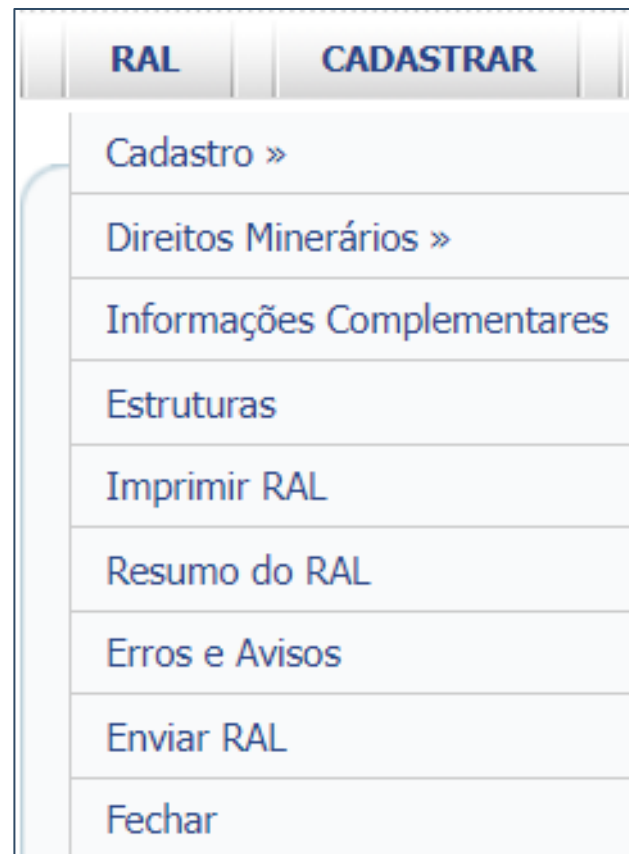 RAL CADASTRAR
Cadastro »
Direitos Minerários »
Informações Complementares
Estruturas
Imprimir RAL
Resumo do RAL
Erros e Avisos
Enviar RAL
Fechar